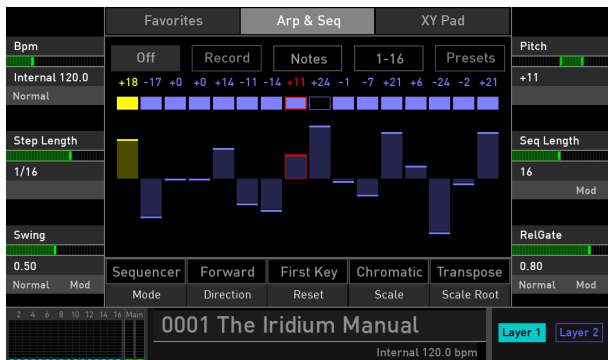 Favorites Arp & Seq XY Pad
Bpm
Internal 120.0
Normal
Step Length
1/16
Swing
0.50
Normal Mod
Off Record Notes 1-16 Presets
+18 -17 +0 +0 +14 -11 -14 +11 +24 -1 -7 +21 +6 -24 -2 +21
Sequencer Forward First Key Chromatic Transpose
Mode Direction Reset Scale Scale Root
Pitch
+11
Seq Length
16
Mod
RelGate
0.80
Normal Mod
2 4 6 8 10 12 14 16 Main
0001 The Iridium Manual
Internal 120.0 bpm
Layer 1 Layer 2